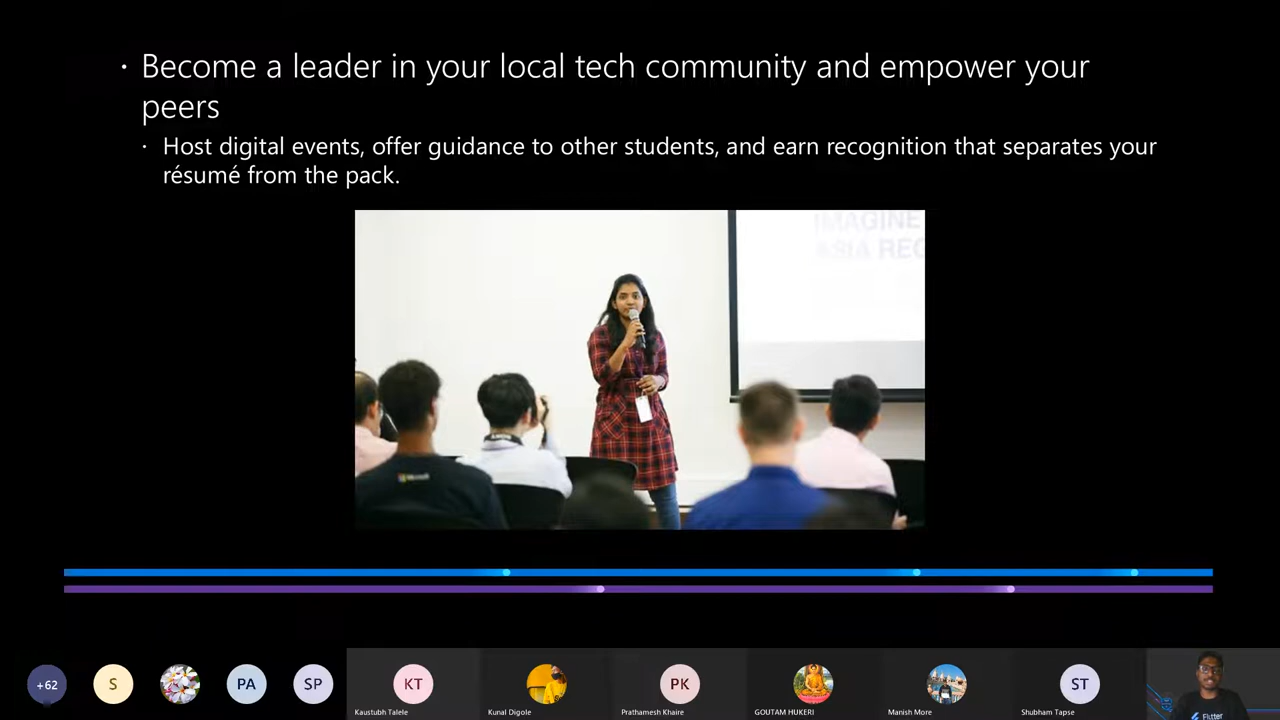 Become a leader in your local tech community and empower your
peers
Host digital events, offer guidance to other students, and earn recognition that separates your
résumé from the pack.
IMAGINE
ASIA REG
Microsoft
+62
S
PA
SP
KT
PK
ST
Kaustubh Talele
Kunal Digole
Prathamesh Khaire
GOUTAM HUKERI
Manish More
Shubham Tapse
Flutter